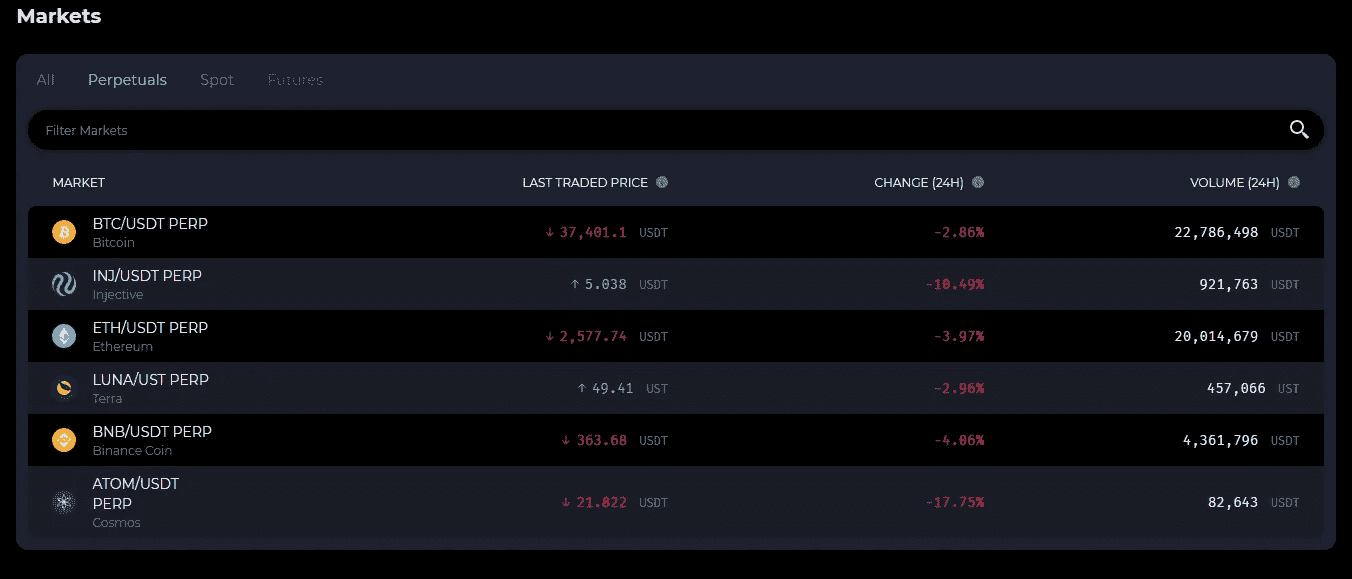 Markets
All Perpetuals Spot Futures
Filter Markets
MARKET LAST TRADED PRICE CHANGE (24H) VOLUME (24H)
BTC/USDT PERP
Bitcoin
↓ 37,401.1 USDT -2.86% 22,786,498 USDT
INJ/USDT PERP
Injective
↑ 5.038 USDT -10.49% 921,763 USDT
ETH/USDT PERP
Ethereum
↓ 2,577.74 USDT -3.97% 20,014,679 USDT
LUNA/UST PERP
Terra
↑ 49.41 UST -2.96% 457,066 UST
BNB/USDT PERP
Binance Coin
↓ 363.68 USDT -4.06% 4,361,796 USDT
ATOM/USDT
PERP
Cosmos
↓ 21.822 USDT -17.75% 82,643 USDT